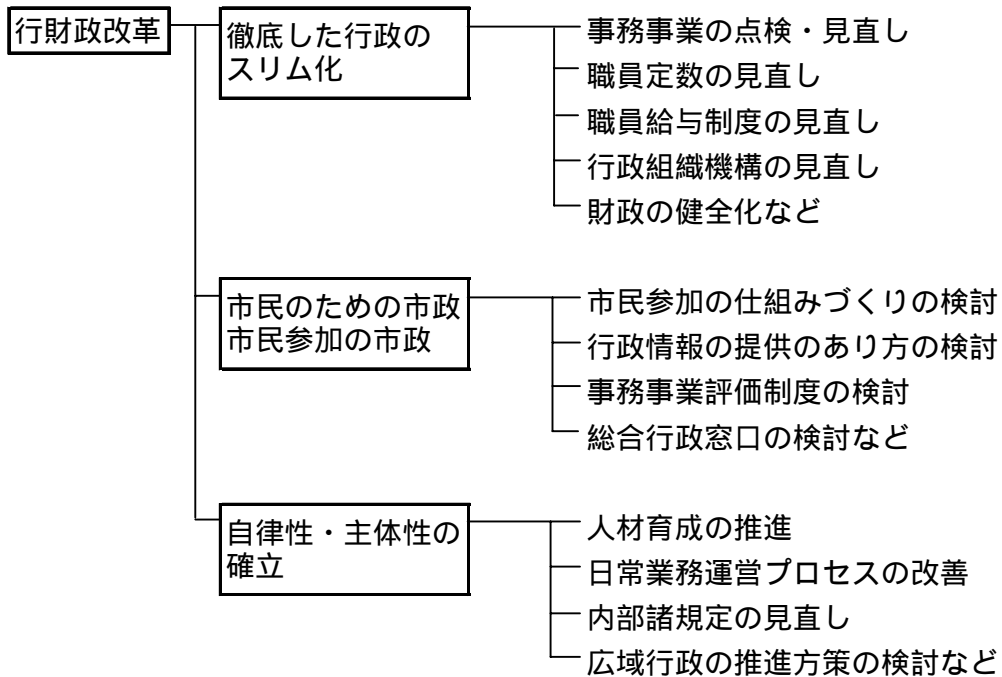 行財政改革
徹底した行政の
スリム化
事務事業の点検・見直し
職員定数の見直し
職員給与制度の見直し
行政組織機構の見直し
財政の健全化など
市民のための市政
市民参加の市政
市民参加の仕組みづくりの検討
行政情報の提供のあり方の検討
事務事業評価制度の検討
総合行政窓口の検討など
自律性・主体性の
確立
人材育成の推進
日常業務運営プロセスの改善
内部諸規定の見直し
広域行政の推進方策の検討など